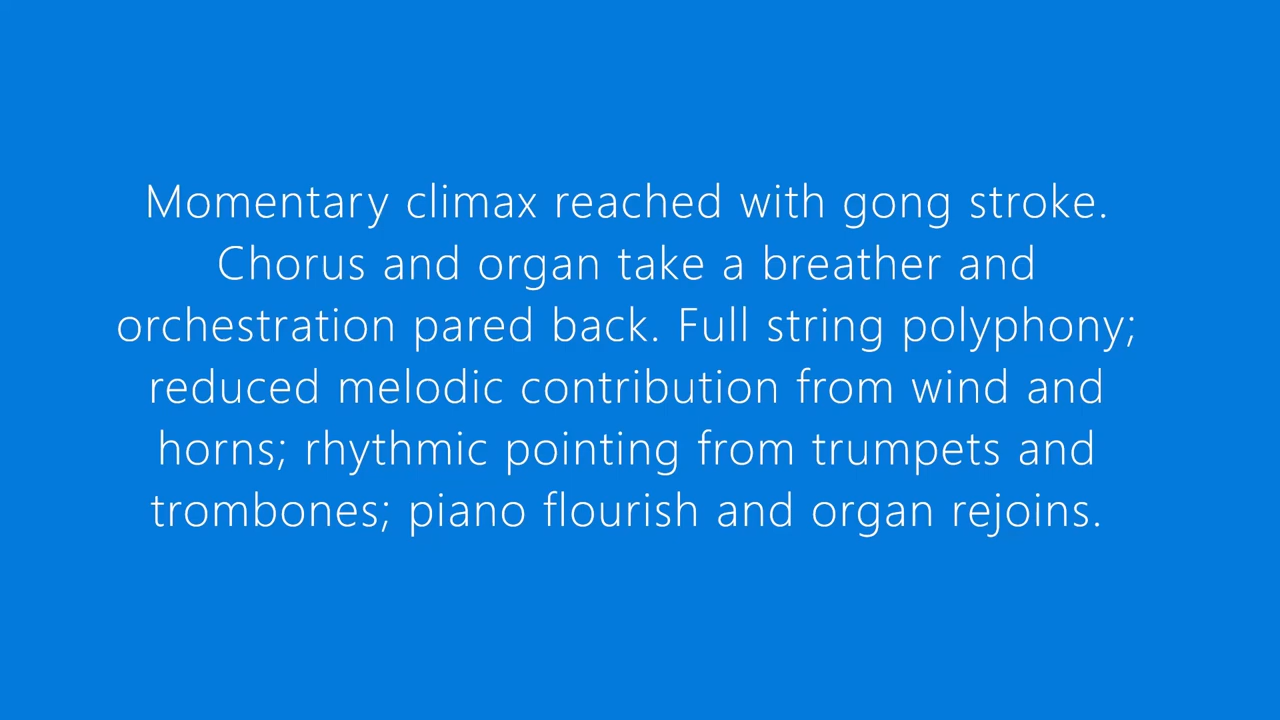 Momentary climax reached with gong stroke.
Chorus and organ take a breather and
orchestration pared back. Full string polyphony;
reduced melodic contribution from wind and
horns; rhythmic pointing from trumpets and
trombones; piano flourish and organ rejoins.